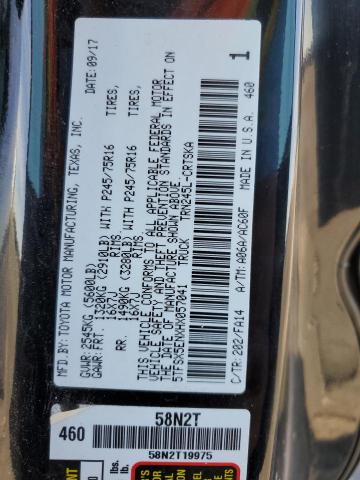 MFD.BY: TOYOTA MOTOR MANUFACTURING, TEXAS, INC.
DATE: 09/17
GVWR: 2545KG (5600LB)
GAWR: FRT. 1320KG (2910LB) WITH P245/75R16 TIRES,
16X7J RIMS
RR. 1490KG (3280LB) WITH P245/75R16 TIRES,
16X7J RIMS
THIS VEHICLE CONFORMS TO ALL APPLICABLE FEDERAL MOTOR
VEHICLE SAFETY AND THEFT PREVENTION STANDARDS IN EFFECT ON
THE DATE OF MANUFACTURE SHOWN ABOVE.
TRUCK TRN245L-CRTSKA
C/TR: 202/FA14 A/TM: A06A/AC60F
MADE IN U.S.A. 460
1
460
58N2T
58N2T19975
lbs.
lb.